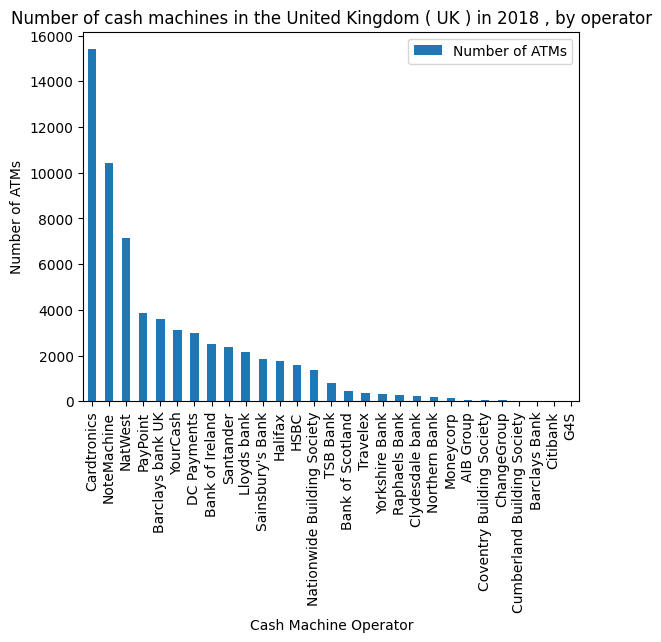 Number of cash machines in the United Kingdom ( UK ) in 2018 , by operator
Number of ATMs
16000
14000
12000
10000
8000
6000
4000
2000
0
Number of ATMs
Cardtronics
NoteMachine
NatWest
PayPoint
Barclays bank UK
YourCash
DC Payments
Bank of Ireland
Santander
Lloyds bank
Sainsbury's Bank
Halifax
HSBC
Nationwide Building Society
TSB Bank
Bank of Scotland
Travelex
Yorkshire Bank
Raphaels Bank
Clydesdale bank
Northern Bank
Moneycorp
AIB Group
Coventry Building Society
ChangeGroup
Cumberland Building Society
Barclays Bank
Citibank
G4S
Cash Machine Operator